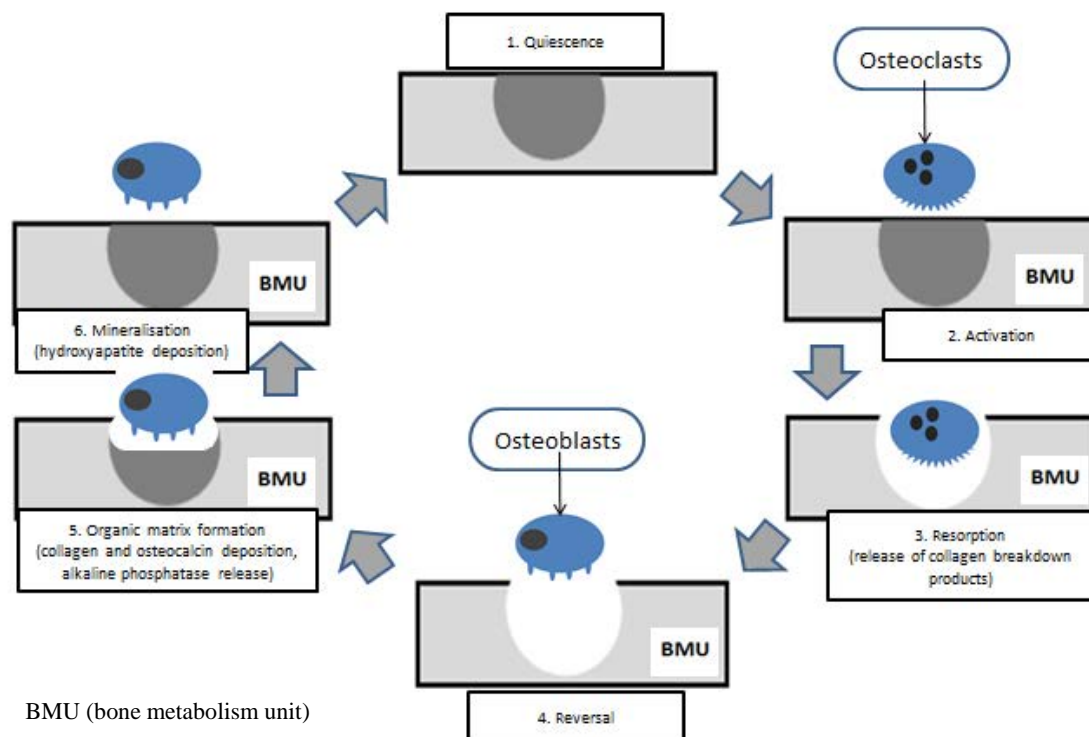 1. Quiescence
Osteoclasts
BMU
2. Activation
BMU
3. Resorption
(release of collagen breakdown
products)
Osteoblasts
BMU
4. Reversal
BMU
5. Organic matrix formation
(collagen and osteocalcin deposition,
alkaline phosphatase release)
BMU
6. Mineralisation
(hydroxyapatite deposition)
BMU (bone metabolism unit)